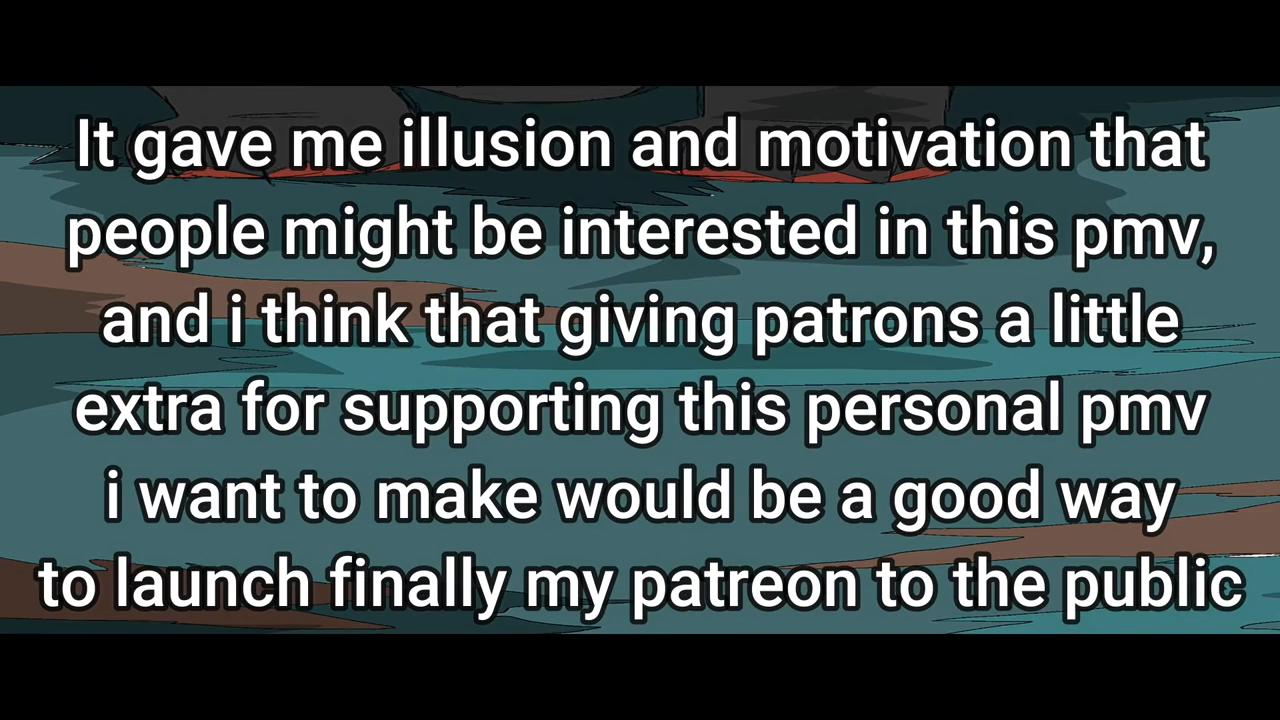 It gave me illusion and motivation that
people might be interested in this pmv,
and i think that giving patrons a little
extra for supporting this personal pmv
i want to make would be a good way
to launch finally my patreon to the public